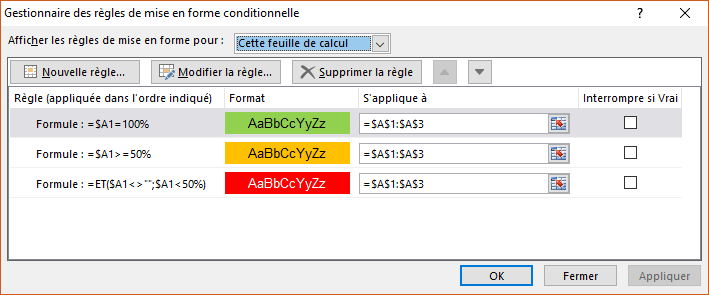 Gestionnaire des règles de mise en forme conditionnelle
Afficher les règles de mise en forme pour : Cette feuille de calcul
Nouvelle règle... Modifier la règle... Supprimer la règle
Règle (appliquée dans l'ordre indiqué) Format S'applique à Interrompre si Vrai
Formule : =$A1=100% AaBbCcYyZz =$A$1:$A$3
Formule : =$A1>=50% AaBbCcYyZz =$A$1:$A$3
Formule : =ET($A1<>"";$A1<50%) AaBbCcYyZz =$A$1:$A$3
OK Fermer Appliquer